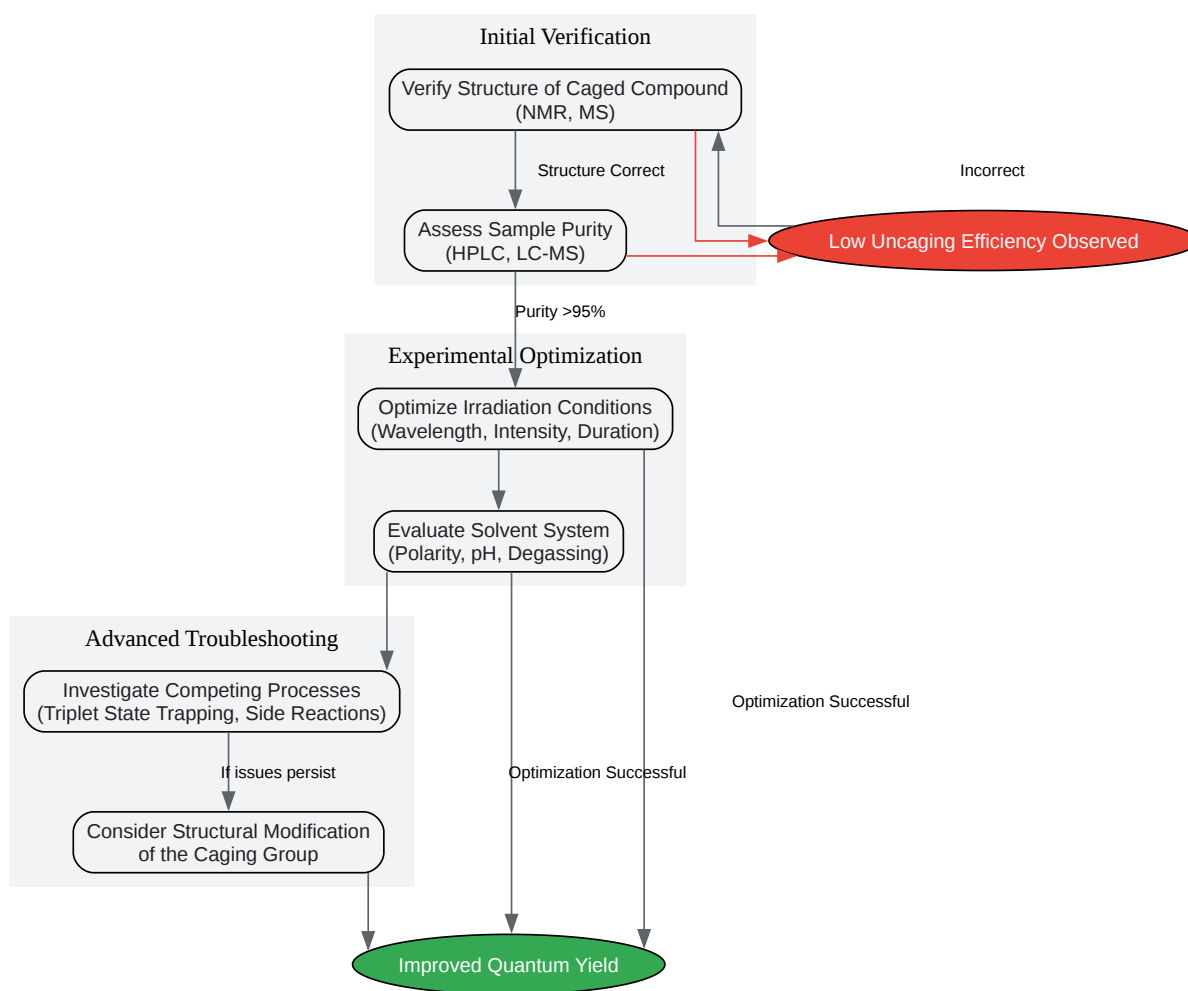 Initial Verification
Verify Structure of Caged Compound
(NMR, MS)
Structure Correct
Incorrect
Assess Sample Purity
(HPLC, LC-MS)
Low Uncaging Efficiency Observed
Purity >95%
Experimental Optimization
Optimize Irradiation Conditions
(Wavelength, Intensity, Duration)
Evaluate Solvent System
(Polarity, pH, Degassing)
Advanced Troubleshooting
Investigate Competing Processes
(Triplet State Trapping, Side Reactions)
Optimization Successful
If issues persist
Optimization Successful
Consider Structural Modification
of the Caging Group
Improved Quantum Yield